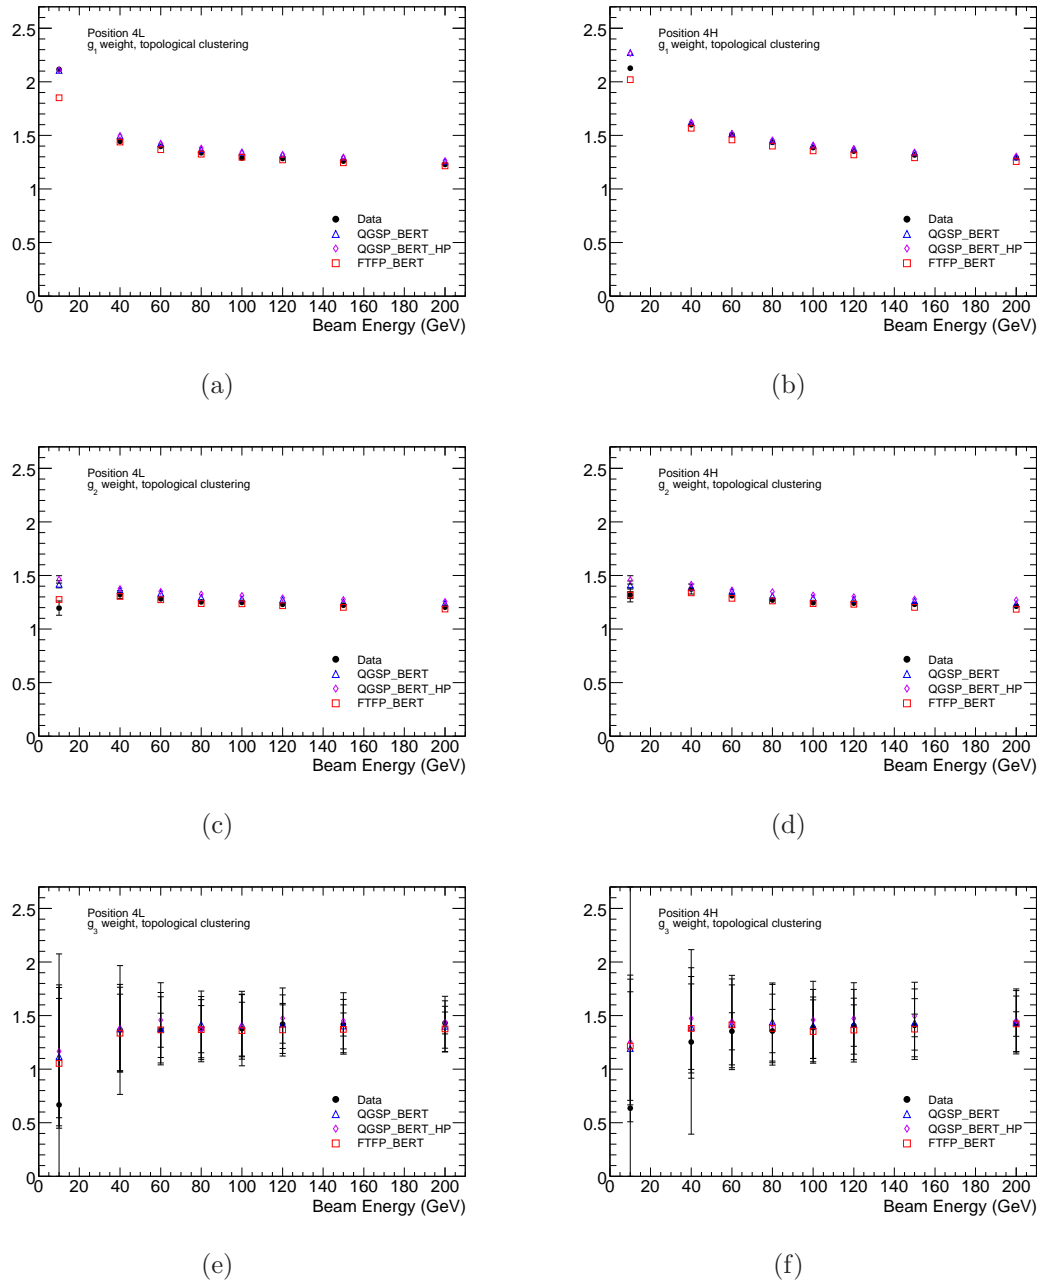 2.5
2
1.5
1
0.5
0
Position 4L
g1 weight, topological clustering
Data
QGSP_BERT
QGSP_BERT_HP
FTFP_BERT
0 20 40 60 80 100 120 140 160 180 200
Beam Energy (GeV)
(a)
2.5
2
1.5
1
0.5
0
Position 4H
g1 weight, topological clustering
Data
QGSP_BERT
QGSP_BERT_HP
FTFP_BERT
0 20 40 60 80 100 120 140 160 180 200
Beam Energy (GeV)
(b)
2.5
2
1.5
1
0.5
0
Position 4L
g2 weight, topological clustering
Data
QGSP_BERT
QGSP_BERT_HP
FTFP_BERT
0 20 40 60 80 100 120 140 160 180 200
Beam Energy (GeV)
(c)
2.5
2
1.5
1
0.5
0
Position 4H
g2 weight, topological clustering
Data
QGSP_BERT
QGSP_BERT_HP
FTFP_BERT
0 20 40 60 80 100 120 140 160 180 200
Beam Energy (GeV)
(d)
2.5
2
1.5
1
0.5
0
Position 4L
g3 weight, topological clustering
Data
QGSP_BERT
QGSP_BERT_HP
FTFP_BERT
0 20 40 60 80 100 120 140 160 180 200
Beam Energy (GeV)
(e)
2.5
2
1.5
1
0.5
0
Position 4H
g3 weight, topological clustering
Data
QGSP_BERT
QGSP_BERT_HP
FTFP_BERT
0 20 40 60 80 100 120 140 160 180 200
Beam Energy (GeV)
(f)